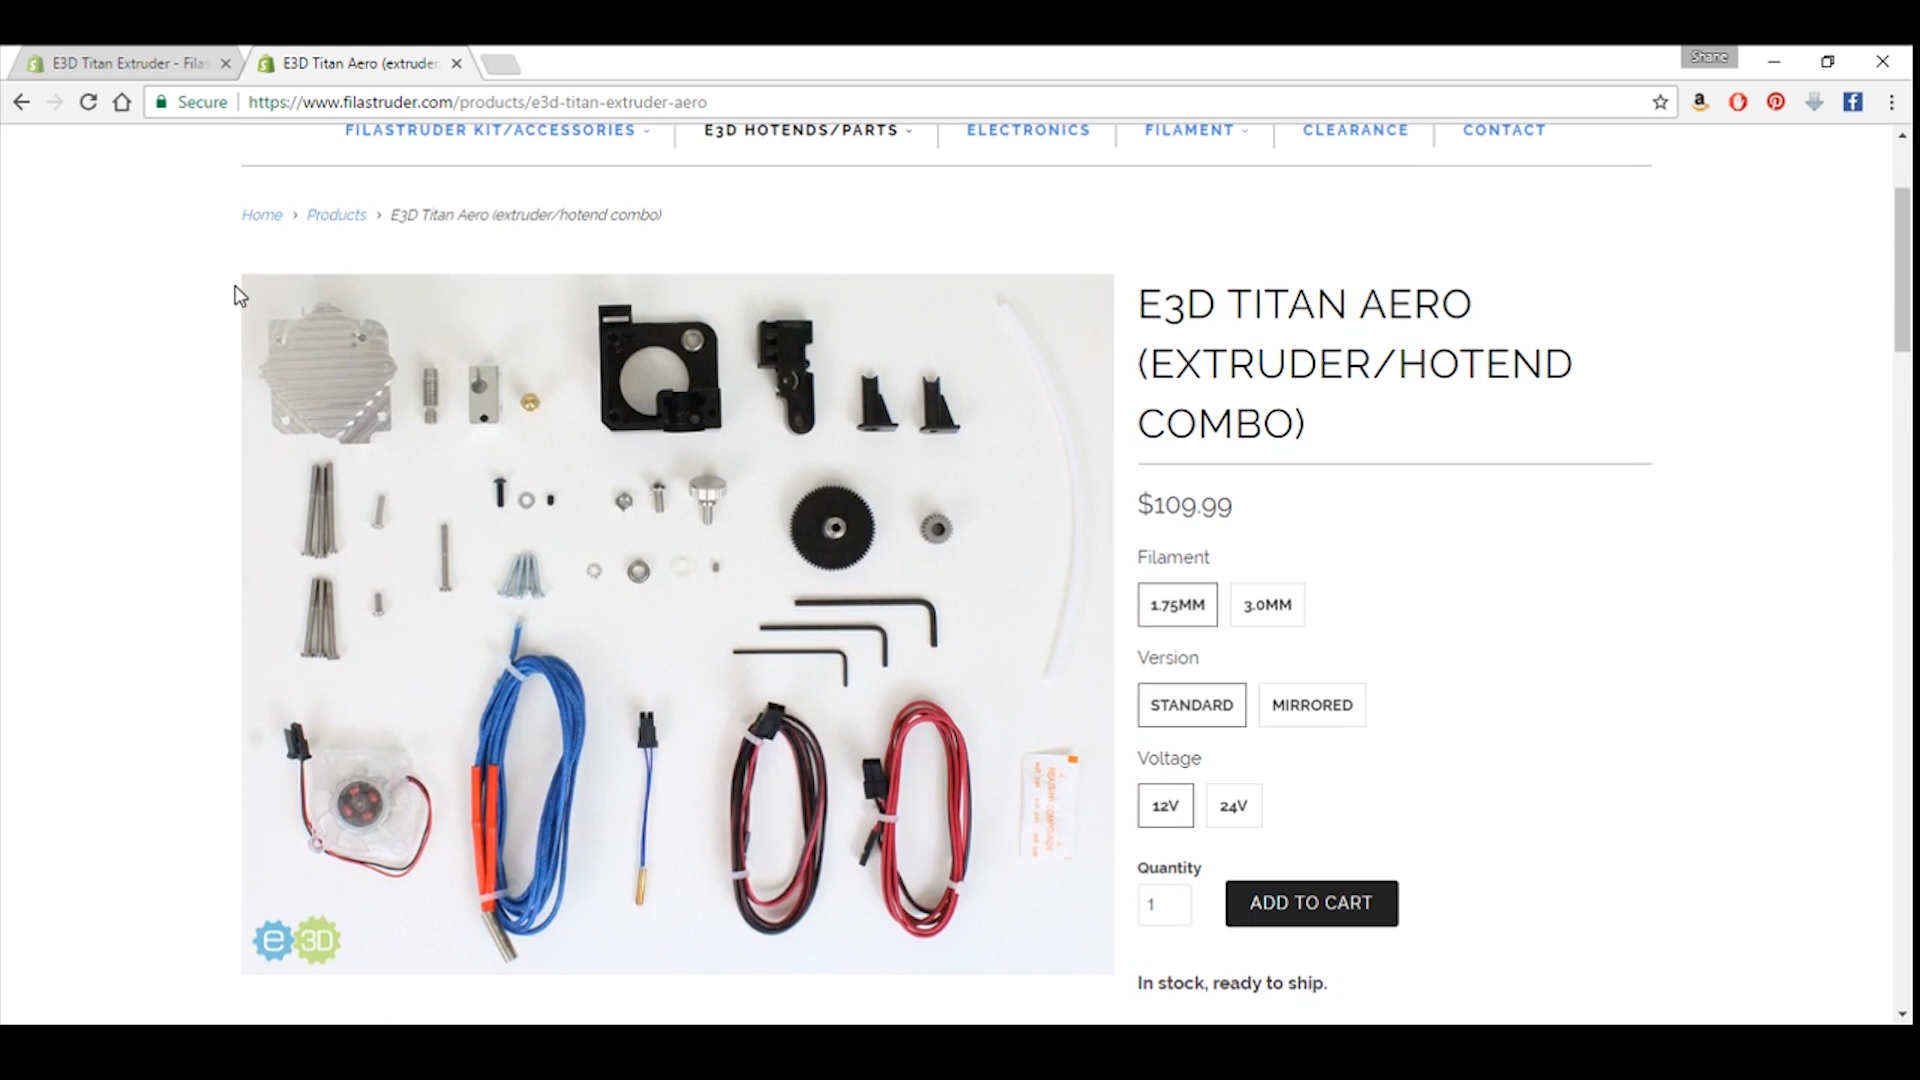 E3D Titan Extruder - Filas
E3D Titan Aero (extruder
Shane
Secure
https://www.filastruder.com/products/e3d-titan-extruder-aero
FILASTRUDER KIT/ACCESSORIES
E3D HOTENDS/PARTS
ELECTRONICS
FILAMENT
CLEARANCE
CONTACT
Home › Products › E3D Titan Aero (extruder/hotend combo)
E3D TITAN AERO
(EXTRUDER/HOTEND
COMBO)
$109.99
Filament
1.75MM
3.0MM
Version
STANDARD
MIRRORED
Voltage
12V
24V
Quantity
1
ADD TO CART
In stock, ready to ship.
e3D